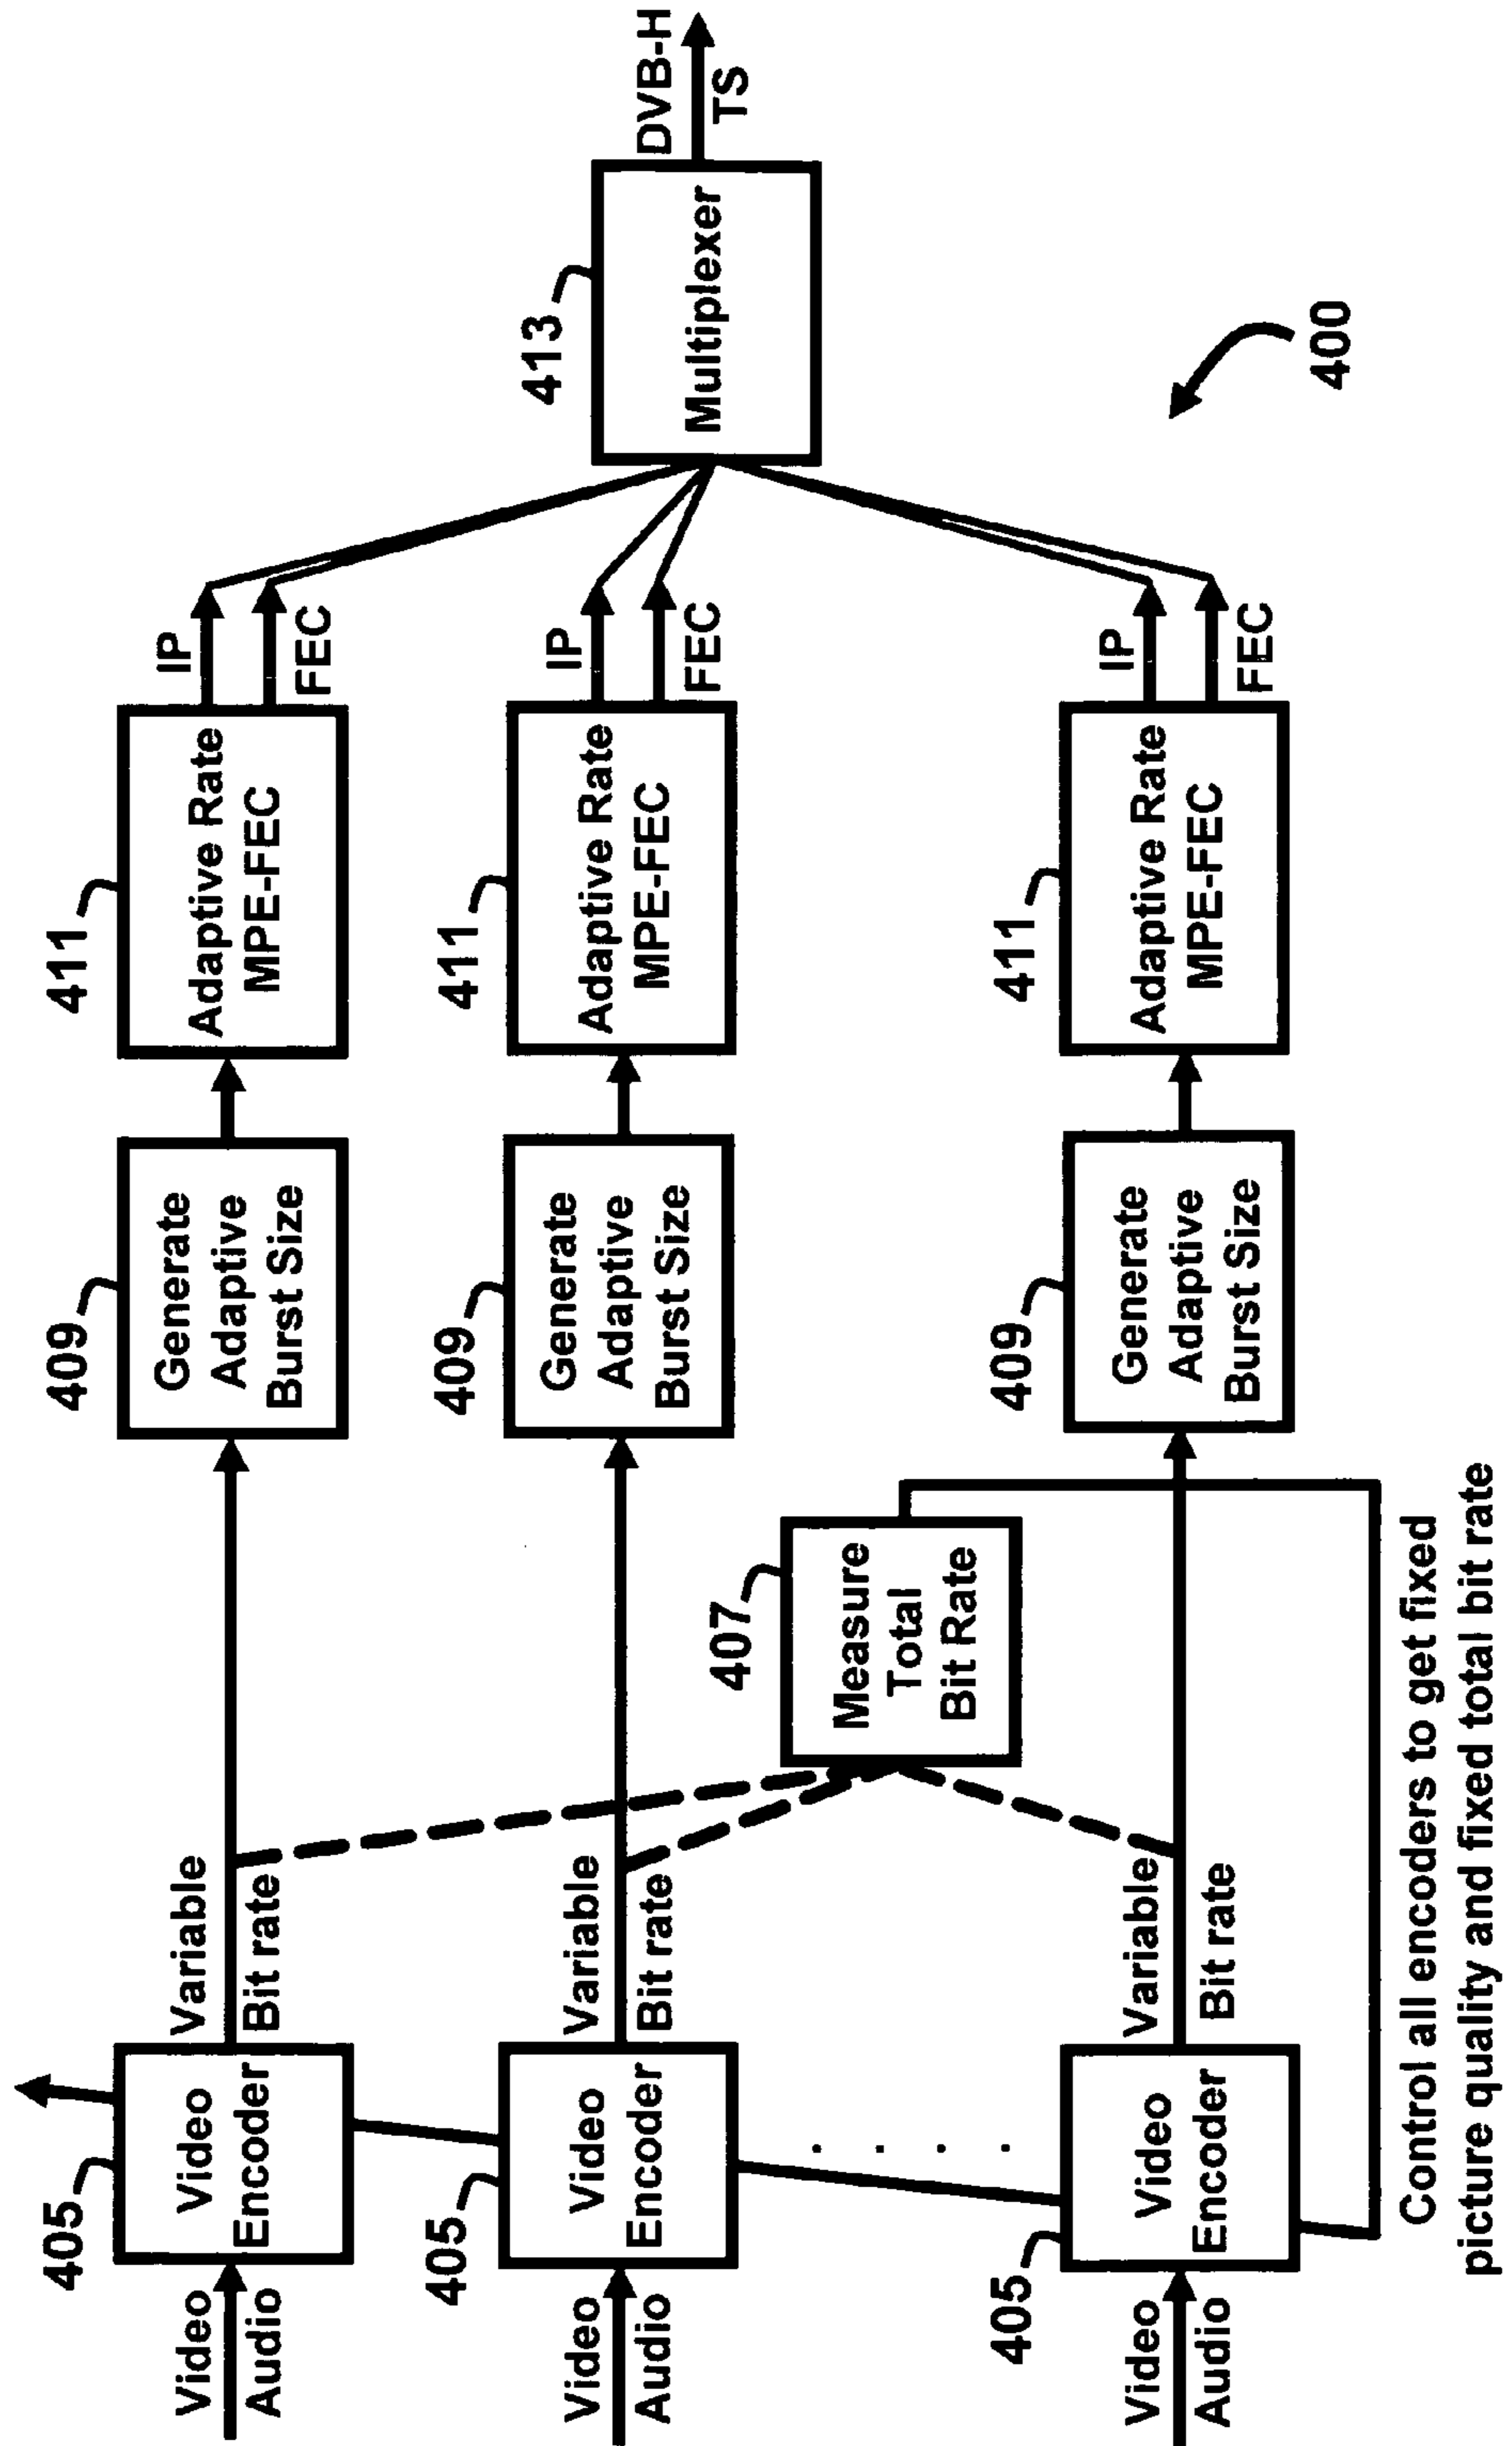 Video
Audio
405
Video
Encoder
Variable
Bit rate
409
Generate
Adaptive
Burst Size
411
Adaptive Rate
MPE-FEC
IP
FEC
Video
Audio
405
Video
Encoder
Variable
Bit rate
409
Generate
Adaptive
Burst Size
411
Adaptive Rate
MPE-FEC
IP
FEC
413
Multiplexer
DVB-H
TS
407
Measure
Total
Bit Rate
Video
Audio
405
Video
Encoder
Variable
Bit rate
409
Generate
Adaptive
Burst Size
411
Adaptive Rate
MPE-FEC
IP
FEC
400
Control all encoders to get fixed
picture quality and fixed total bit rate